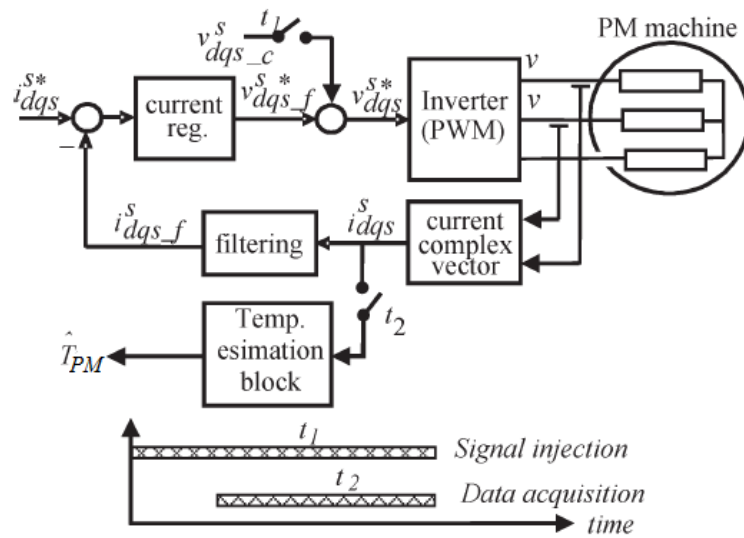 t1
v^s_dqs_c
PM machine
i^s*_dqs
current
reg.
v^s*_dqs_f
v^s*_dqs
Inverter
(PWM)
v
v
–
i^s_dqs_f
filtering
i^s_dqs
current
complex
vector
t2
Temp.
esimation
block
T̂_PM
t1
Signal injection
t2
Data acquisition
time